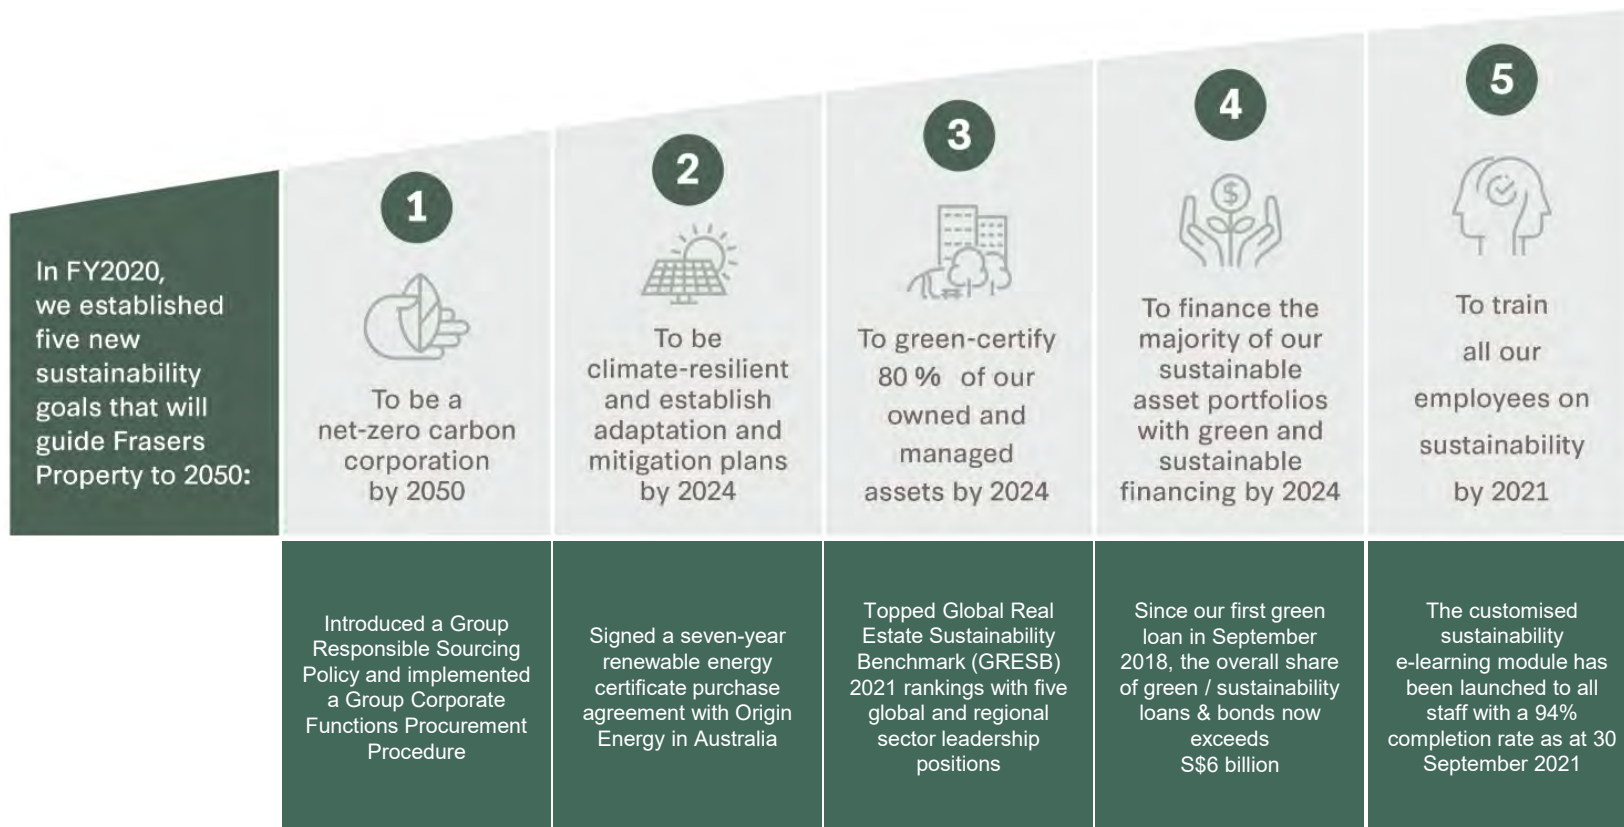 In FY2020,
we established
five new
sustainability
goals that will
guide Frasers
Property to 2050:
1
To be a
net-zero carbon
corporation
by 2050
2
To be
climate-resilient
and establish
adaptation and
mitigation plans
by 2024
3
To green-certify
80 % of our
owned and
managed
assets by 2024
4
$
To finance the
majority of our
sustainable
asset portfolios
with green and
sustainable
financing by 2024
5
To train
all our
employees on
sustainability
by 2021
Introduced a Group
Responsible Sourcing
Policy and implemented
a Group Corporate
Functions Procurement
Procedure
Signed a seven-year
renewable energy
certificate purchase
agreement with Origin
Energy in Australia
Topped Global Real
Estate Sustainability
Benchmark (GRESB)
2021 rankings with five
global and regional
sector leadership
positions
Since our first green
loan in September
2018, the overall share
of green / sustainability
loans & bonds now
exceeds
S$6 billion
The customised
sustainability
e-learning module has
been launched to all
staff with a 94%
completion rate as at 30
September 2021